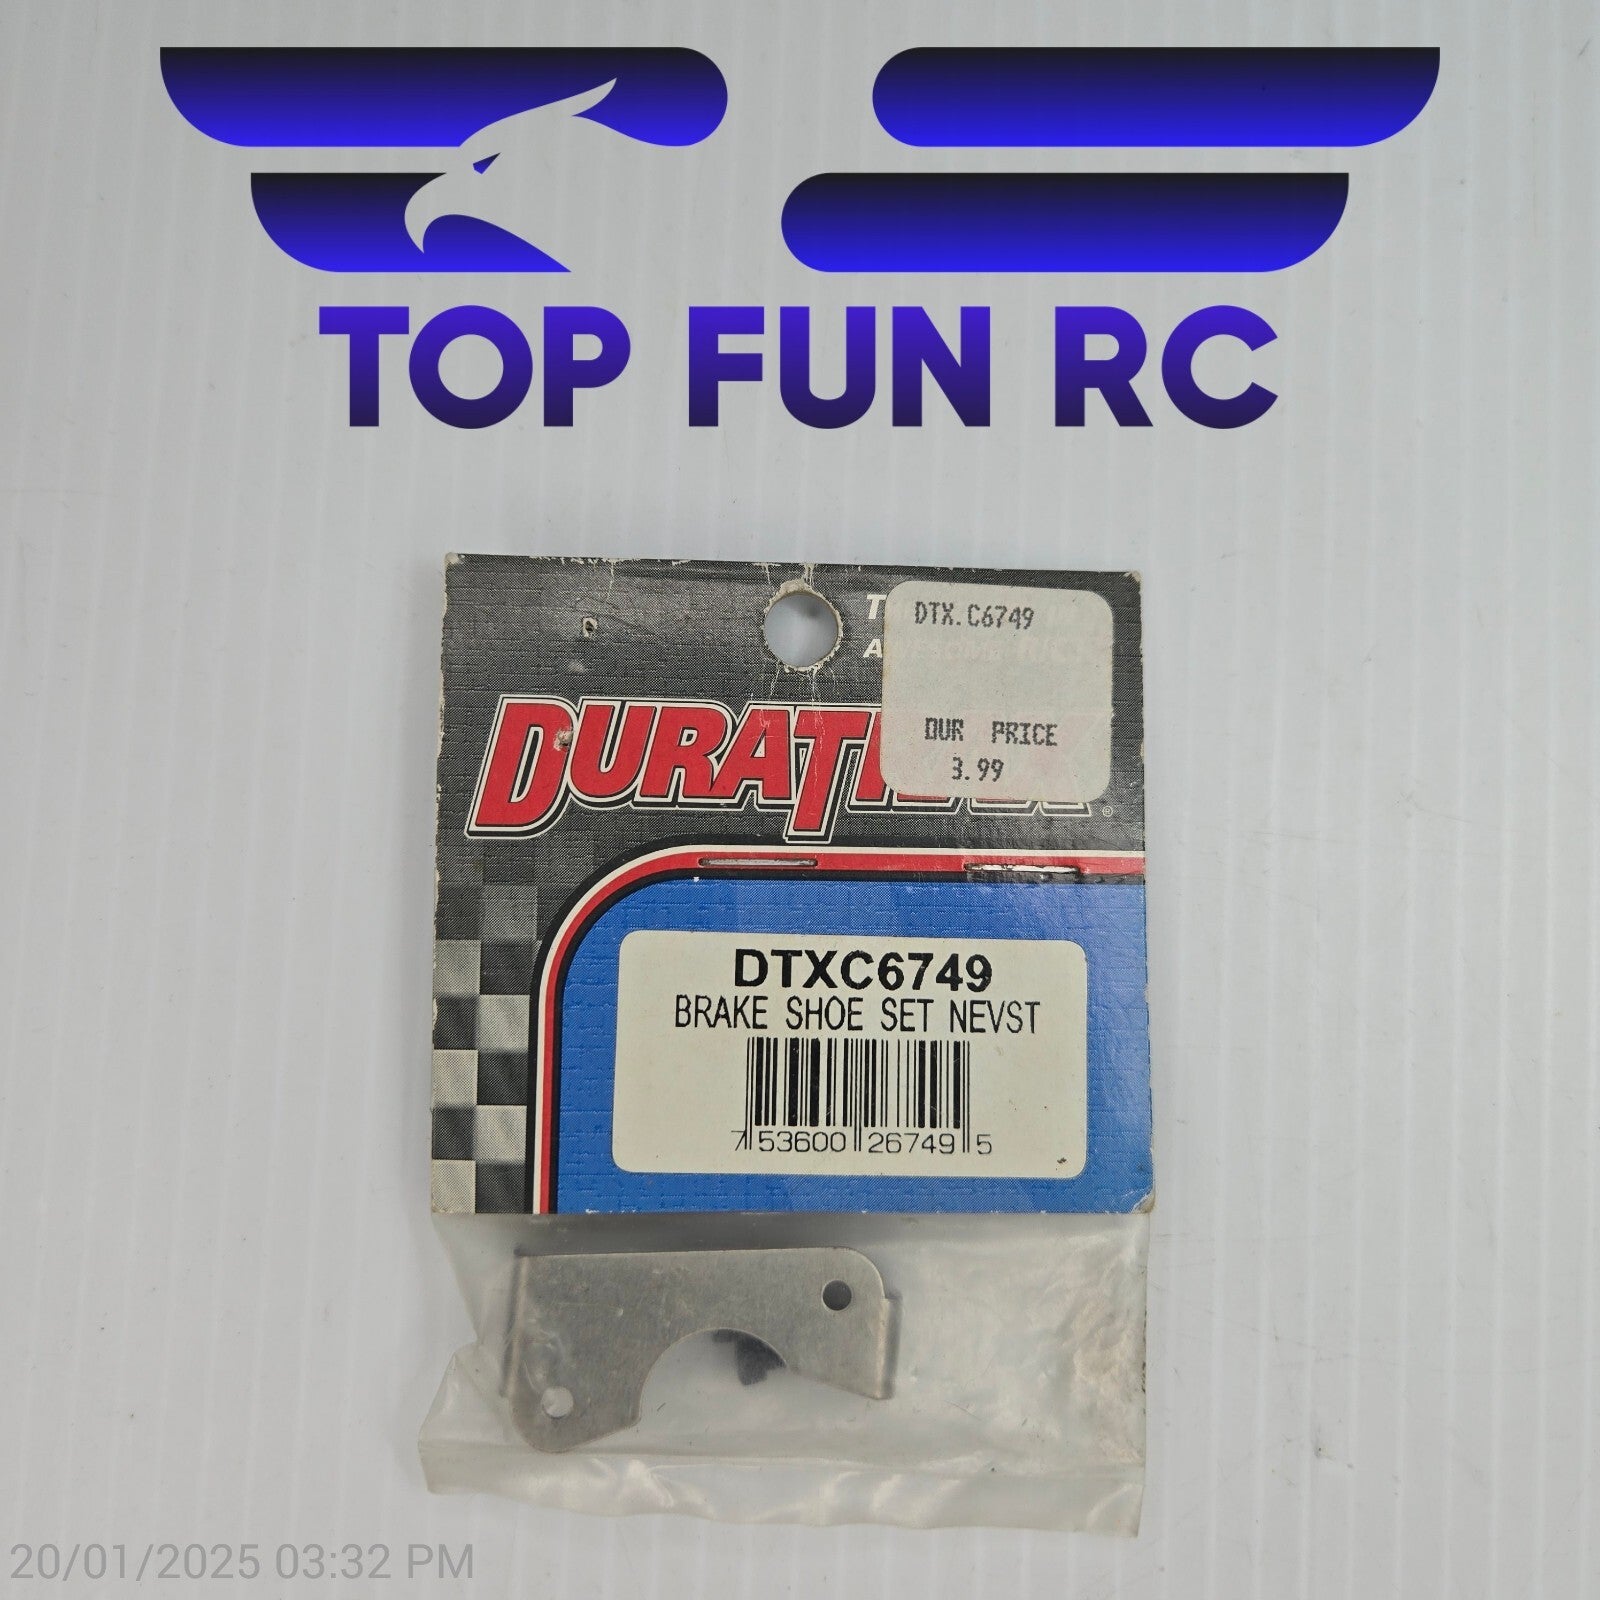 TOP FUN RC
DTX.C6749
OUR PRICE
3.99
DURAT
®
DTXC6749
BRAKE SHOE SET NEVST
7 53600 26749 5
20/01/2025 03:32 PM